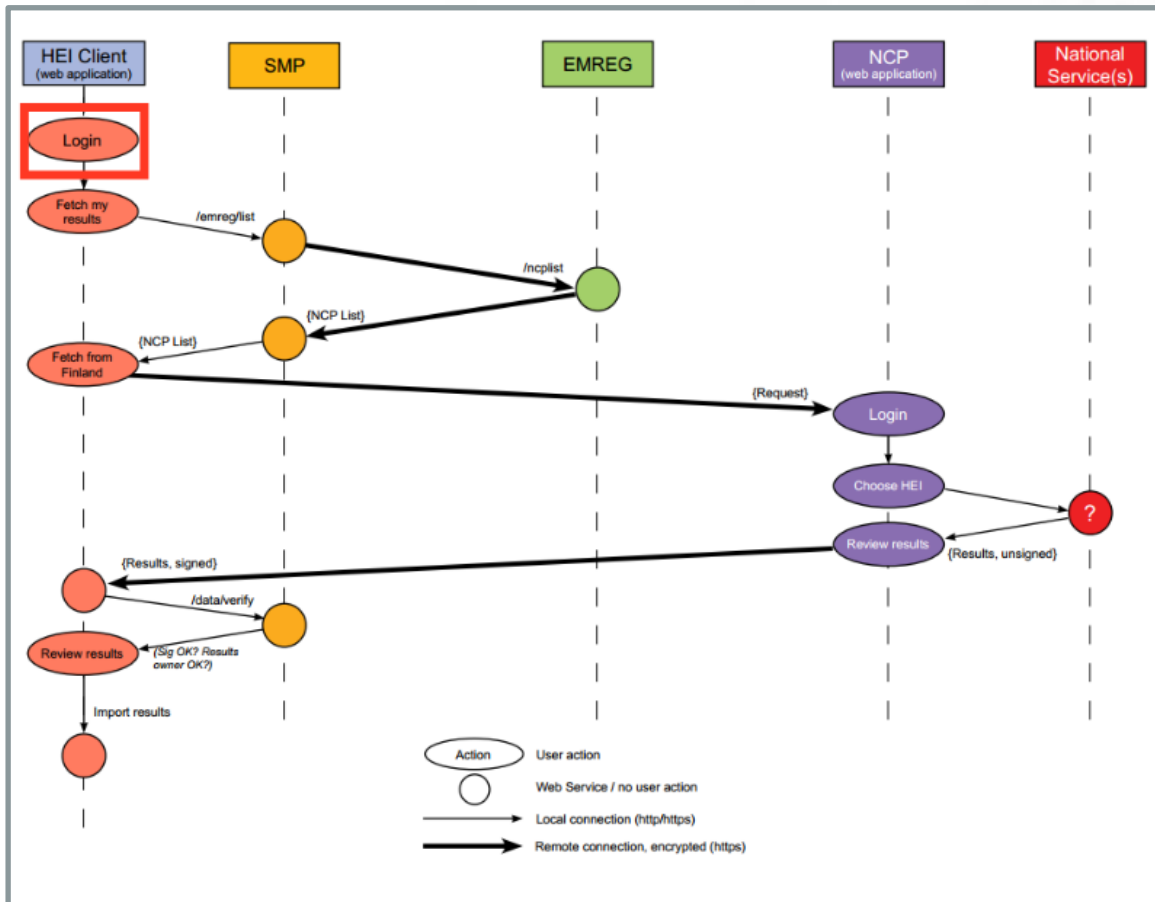 HEI Client
(web application)
SMP
EMREG
NCP
(web application)
National
Service(s)
Login
Fetch my
results
/emreg/list
/ncplist
{NCP List}
{NCP List}
Fetch from
Finland
{Request}
Login
Choose HEI
?
Review results
{Results, unsigned}
{Results, signed}
/data/verify
Review results
(Sig OK? Results
owner OK?)
Import results
Action
User action
Web Service / no user action
Local connection (http/https)
Remote connection, encrypted (https)